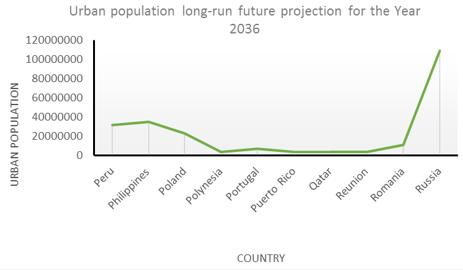 Urban population long-run future projection for the Year
2036
120000000
100000000
80000000
60000000
40000000
20000000
0
URBAN POPULATION
Peru
Philippines
Poland
Polynesia
Portugal
Puerto Rico
Qatar
Reunion
Romania
Russia
COUNTRY